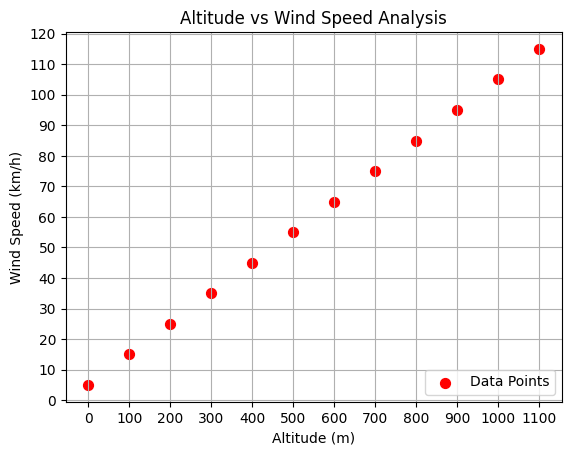 Altitude vs Wind Speed Analysis
Wind Speed (km/h)
120
110
100
90
80
70
60
50
40
30
20
10
0
Data Points
0 100 200 300 400 500 600 700 800 900 1000 1100
Altitude (m)